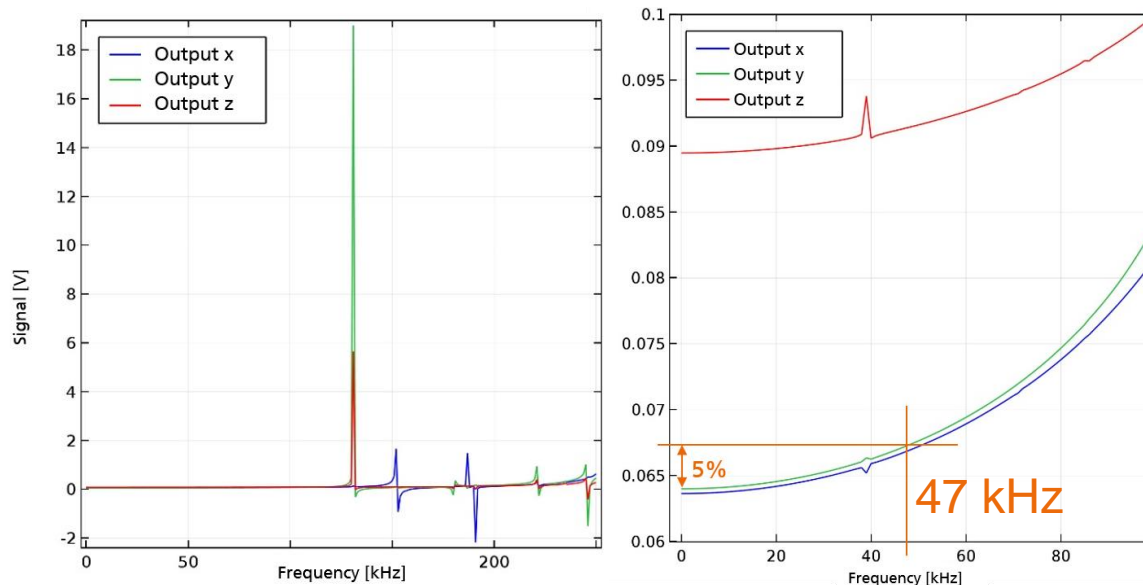 18
16
14
12
10
8
6
4
2
0
-2
Signal [V]
Output x
Output y
Output z
0
50
200
Frequency [kHz]
0.1
0.095
0.09
0.085
0.08
0.075
0.07
0.065
0.06
Output x
Output y
Output z
5%
47 kHz
0
20
40
60
80
Frequency [kHz]